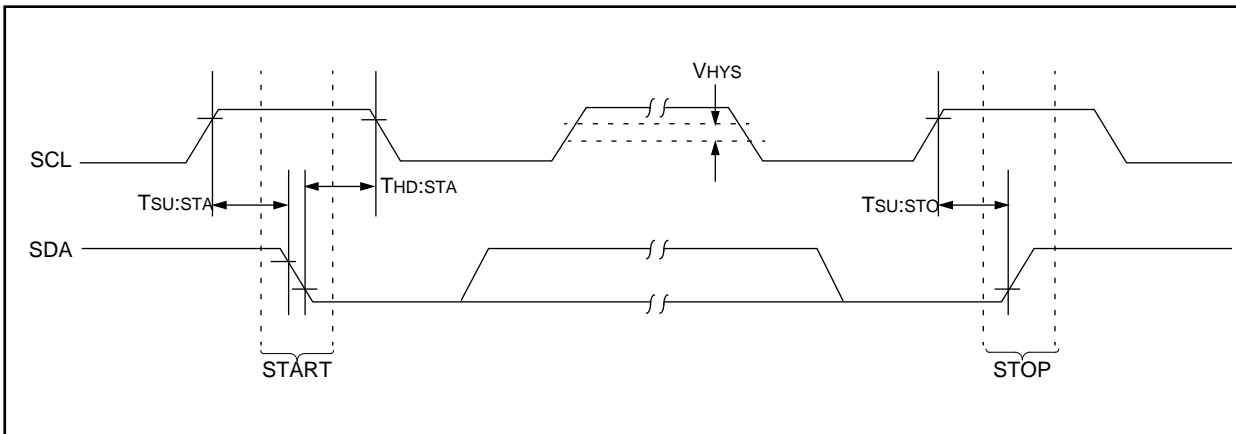 VHYS
SCL
THD:STA
TSU:STA
TSU:STO
SDA
START
STOP